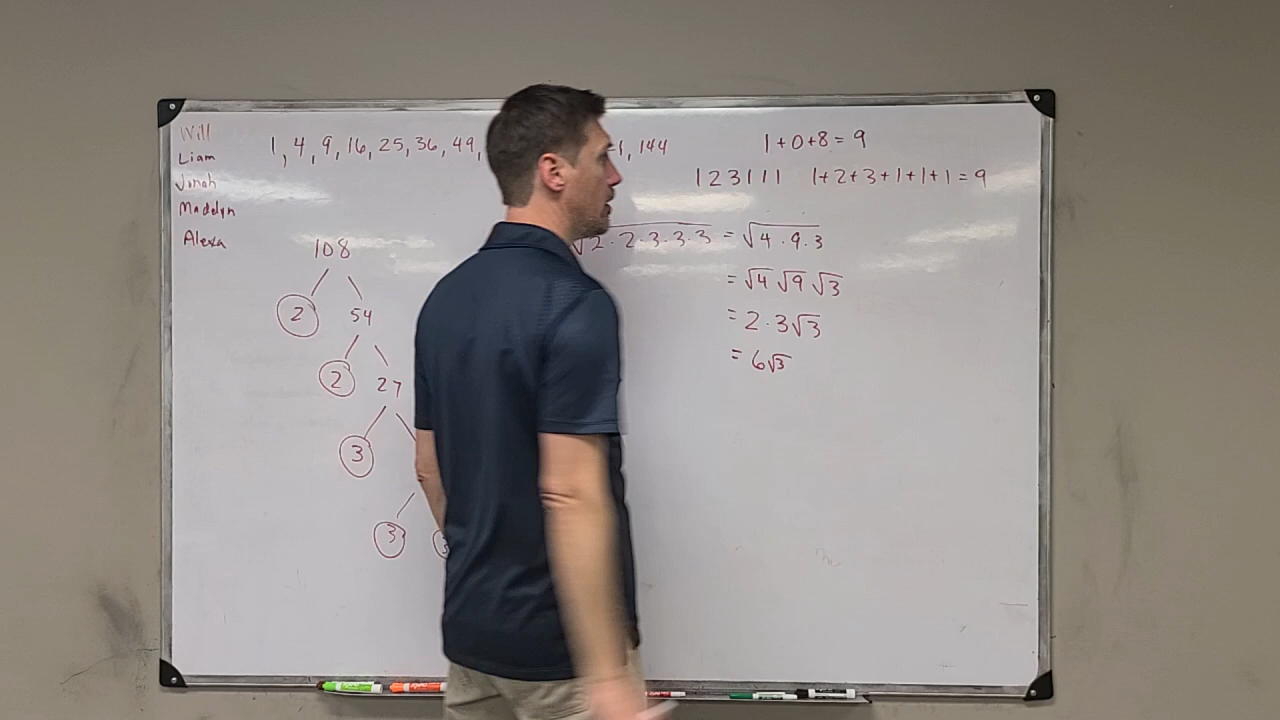 Will
Liam
Jonah
Madelyn
Alexa
1, 4, 9, 16, 25, 36, 49,
1, 144
1+0+8=9
123111 1+2+3+1+1+1=9
108
2 54
2 27
3
3 3
√2·2·3·3·3 = √4·9·3
= √4 √9 √3
= 2·3√3
= 6√3